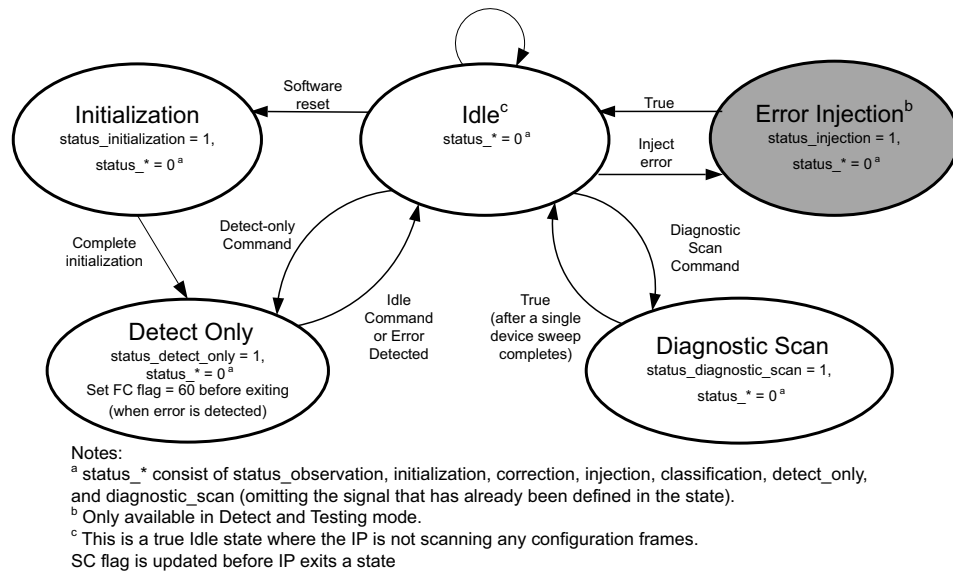 Software
reset
Initialization
status_initialization = 1,
status_* = 0 a
Idle c
status_* = 0 a
True
Inject
error
Error Injection b
status_injection = 1,
status_* = 0 a
Complete
initialization
Detect-only
Command
Idle
Command
or Error
Detected
True
(after a single
device sweep
completes)
Diagnostic
Scan
Command
Detect Only
status_detect_only = 1,
status_* = 0 a
Set FC flag = 60 before exiting
(when error is detected)
Diagnostic Scan
status_diagnostic_scan = 1,
status_* = 0 a
Notes:
a status_* consist of status_observation, initialization, correction, injection, classification, detect_only,
and diagnostic_scan (omitting the signal that has already been defined in the state).
b Only available in Detect and Testing mode.
c This is a true Idle state where the IP is not scanning any configuration frames.
SC flag is updated before IP exits a state